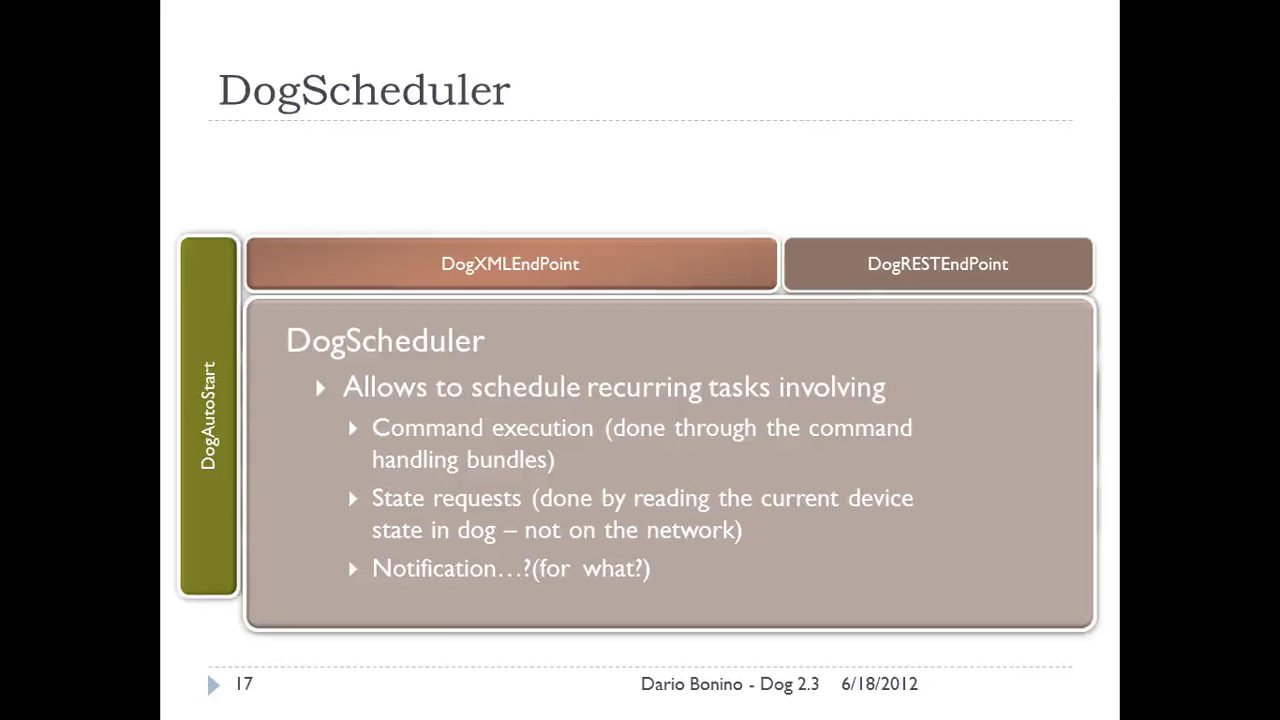 DogScheduler
DogXMLEndPoint
DogRESTEndPoint
DogAutoStart
DogScheduler
Allows to schedule recurring tasks involving
Command execution (done through the command
handling bundles)
State requests (done by reading the current device
state in dog – not on the network)
Notification…?(for what?)
17
Dario Bonino - Dog 2.3
6/18/2012